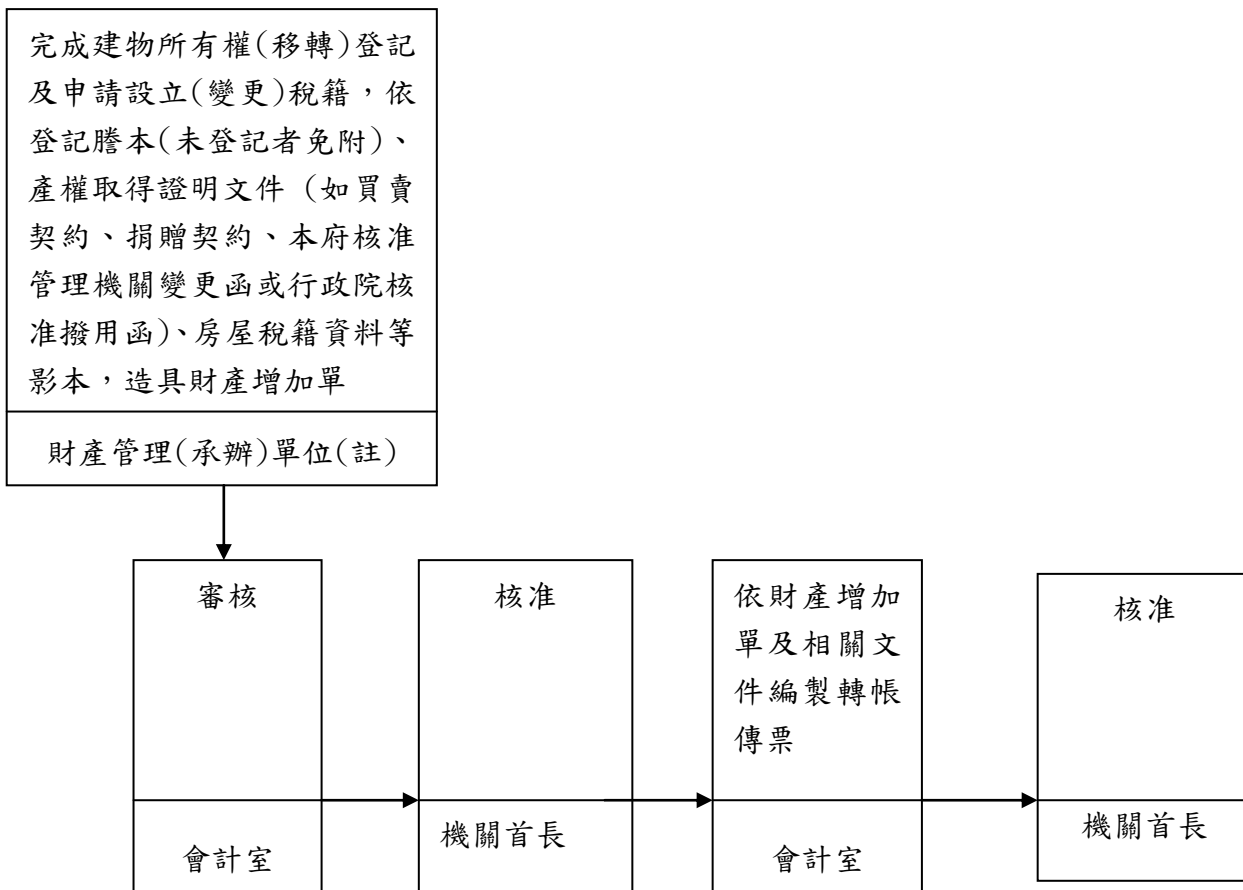 完成建物所有權(移轉)登記
及申請設立(變更)稅籍，依
登記謄本(未登記者免附)、
產權取得證明文件（如買賣
契約、捐贈契約、本府核准
管理機關變更函或行政院核
准撥用函)、房屋稅籍資料等
影本，造具財產增加單
財產管理(承辦)單位(註)
審核
會計室
核准
機關首長
依財產增加
單及相關文
件編製轉帳
傳票
會計室
核准
機關首長